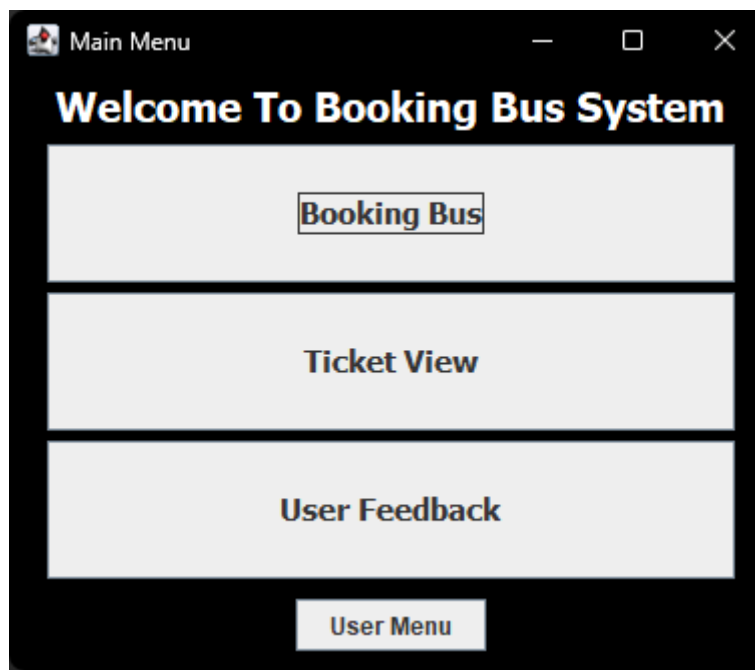 Main Menu
Welcome To Booking Bus System
Booking Bus
Ticket View
User Feedback
User Menu